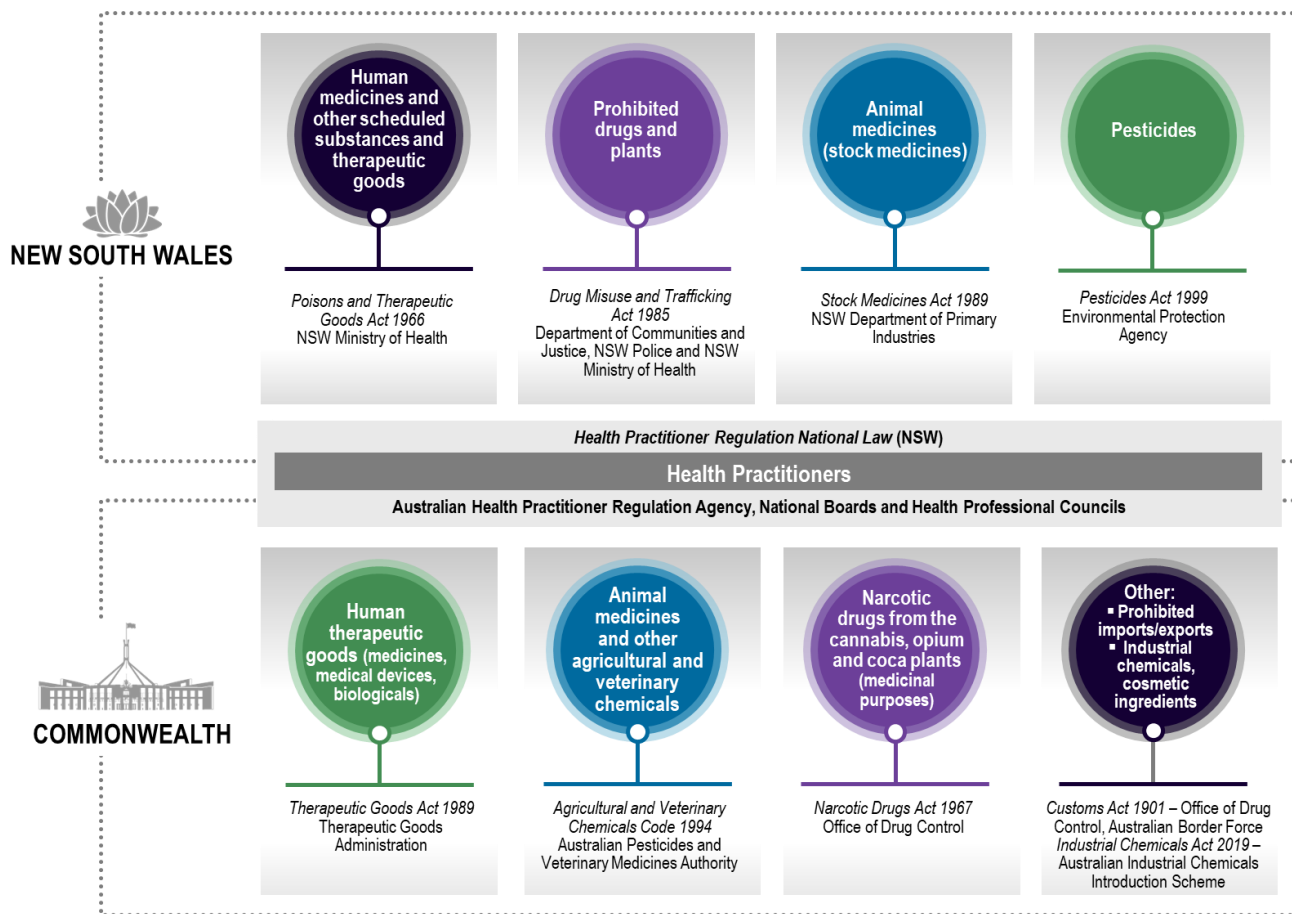 Human
medicines and
other scheduled
substances and
therapeutic
goods
Prohibited
drugs and
plants
Animal
medicines
(stock medicines)
Pesticides
NEW SOUTH WALES
Poisons and Therapeutic
Goods Act 1966
NSW Ministry of Health
Drug Misuse and Trafficking
Act 1985
Department of Communities and
Justice, NSW Police and NSW
Ministry of Health
Stock Medicines Act 1989
NSW Department of Primary
Industries
Pesticides Act 1999
Environmental Protection
Agency
Health Practitioner Regulation National Law (NSW)
Health Practitioners
Australian Health Practitioner Regulation Agency, National Boards and Health Professional Councils
Human
therapeutic
goods (medicines,
medical devices,
biologicals)
Animal
medicines
and other
agricultural and
veterinary
chemicals
Narcotic
drugs from the
cannabis, opium
and coca plants
(medicinal
purposes)
Other:
▪ Prohibited
imports/exports
▪ Industrial
chemicals,
cosmetic
ingredients
COMMONWEALTH
Therapeutic Goods Act 1989
Therapeutic Goods
Administration
Agricultural and Veterinary
Chemicals Code 1994
Australian Pesticides and
Veterinary Medicines Authority
Narcotic Drugs Act 1967
Office of Drug Control
Customs Act 1901 – Office of Drug
Control, Australian Border Force
Industrial Chemicals Act 2019 –
Australian Industrial Chemicals
Introduction Scheme